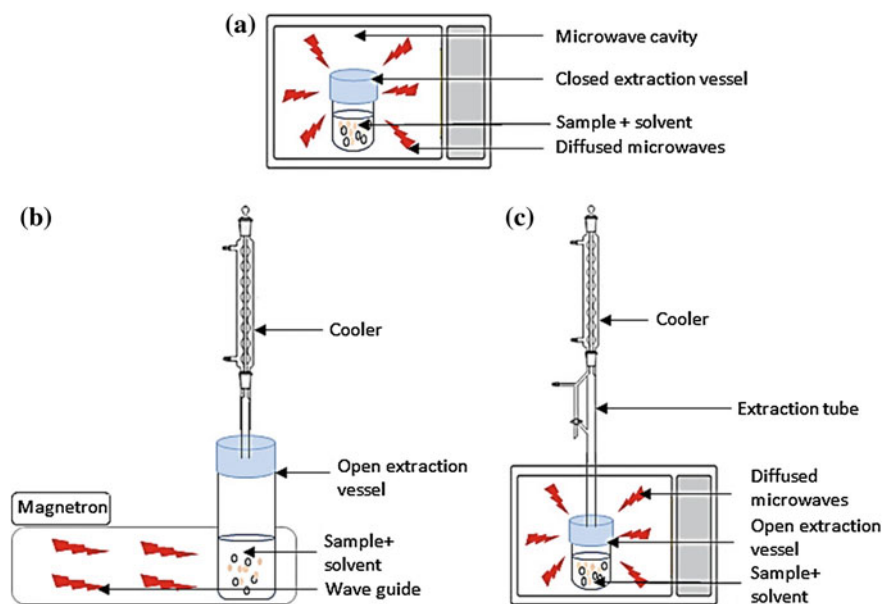 (a)
Microwave cavity
Closed extraction vessel
Sample + solvent
Diffused microwaves
(b)
Cooler
Open extraction
vessel
Magnetron
Sample+
solvent
Wave guide
(c)
Cooler
Extraction tube
Diffused
microwaves
Open extraction
vessel
Sample+
solvent